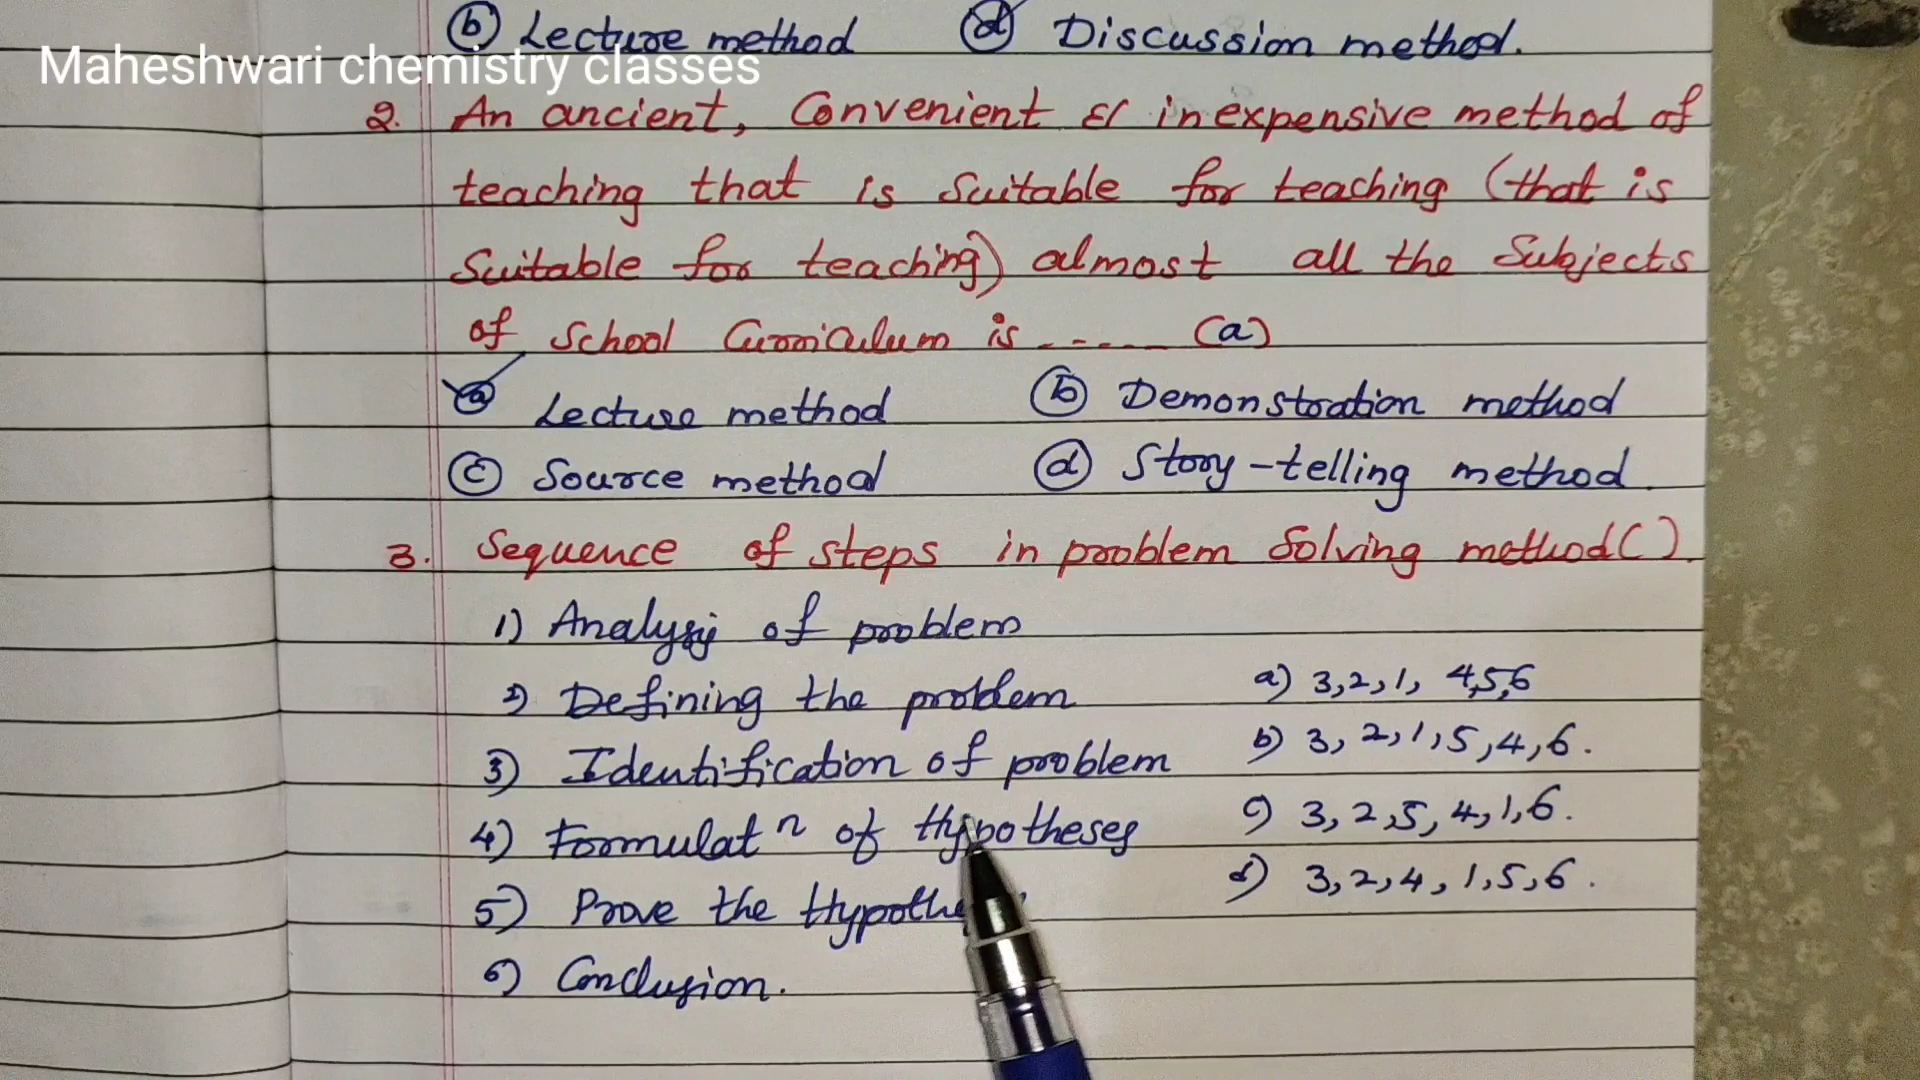 (b) Lecture method (d) Discussion method.
Maheshwari chemistry classes
2. An ancient, Convenient & inexpensive method of
teaching that is Suitable for teaching (that is
Suitable for teaching) almost all the Subjects
of School Curriculum is ----- (a)
(a) Lecture method (b) Demonstration method
(c) Source method (d) Story-telling method.
3. Sequence of steps in problem Solving method ( ).
1) Analysis of problem
2) Defining the problem a) 3,2,1, 4,5,6
3) Identification of problem b) 3, 2,1,5,4,6.
4) Formulatn of Hypotheses c) 3, 2,5, 4,1,6.
5) Prove the d) 3,2,4, 1,5,6.
6) Conclusion.